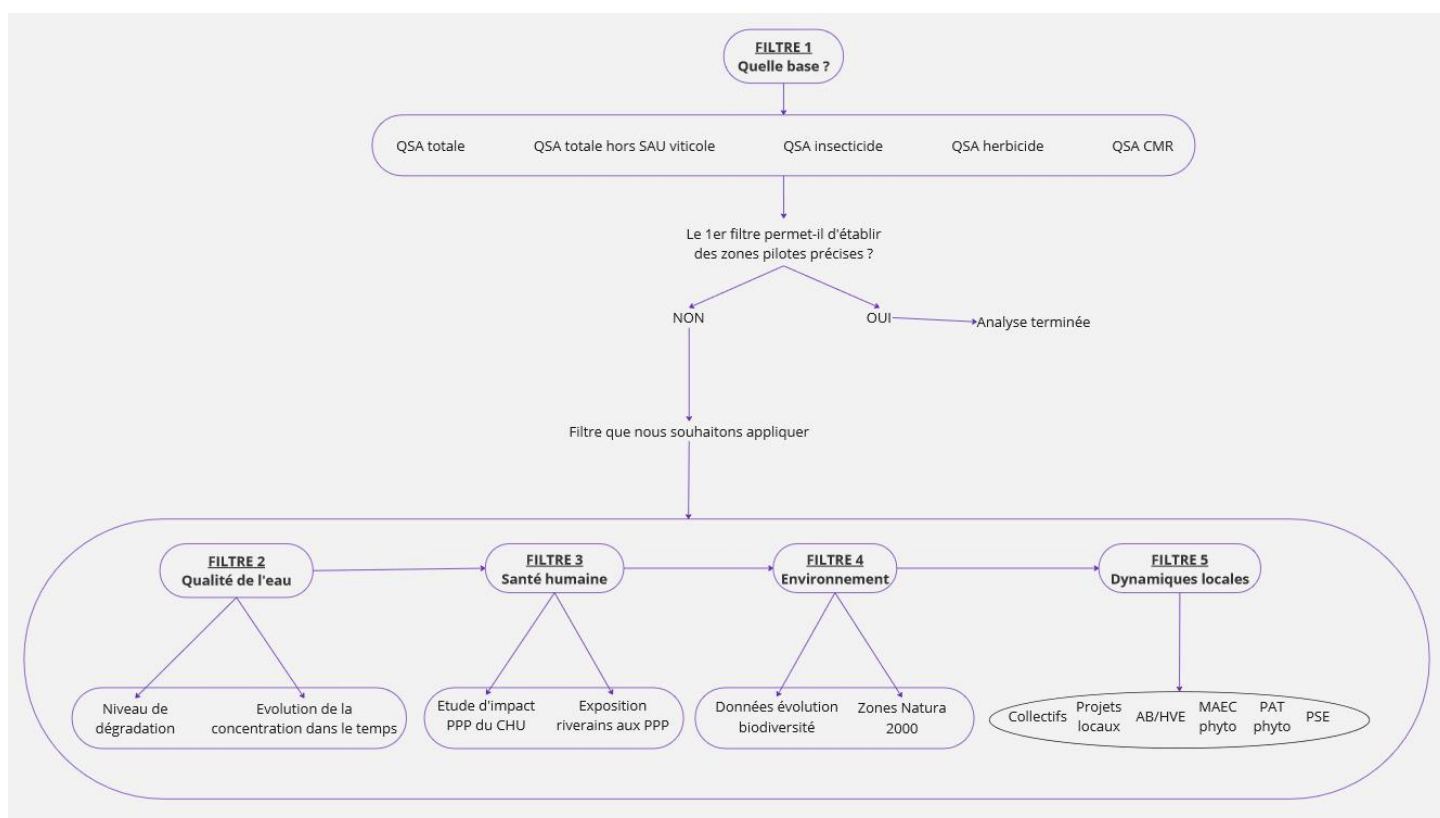 FILTRE 1
Quelle base ?
QSA totale
QSA totale hors SAU viticole
QSA insecticide
QSA herbicide
QSA CMR
Le 1er filtre permet-il d'établir
des zones pilotes précises ?
NON
OUI
Analyse terminée
Filtre que nous souhaitons appliquer
FILTRE 2
Qualité de l'eau
FILTRE 3
Santé humaine
FILTRE 4
Environnement
FILTRE 5
Dynamiques locales
Niveau de
dégradation
Evolution de la
concentration dans le temps
Etude d'impact
PPP du CHU
Exposition
riverains aux PPP
Données évolution
biodiversité
Zones Natura
2000
Collectifs
Projets
locaux
AB/HVE
MAEC
phyto
PAT
phyto
PSE